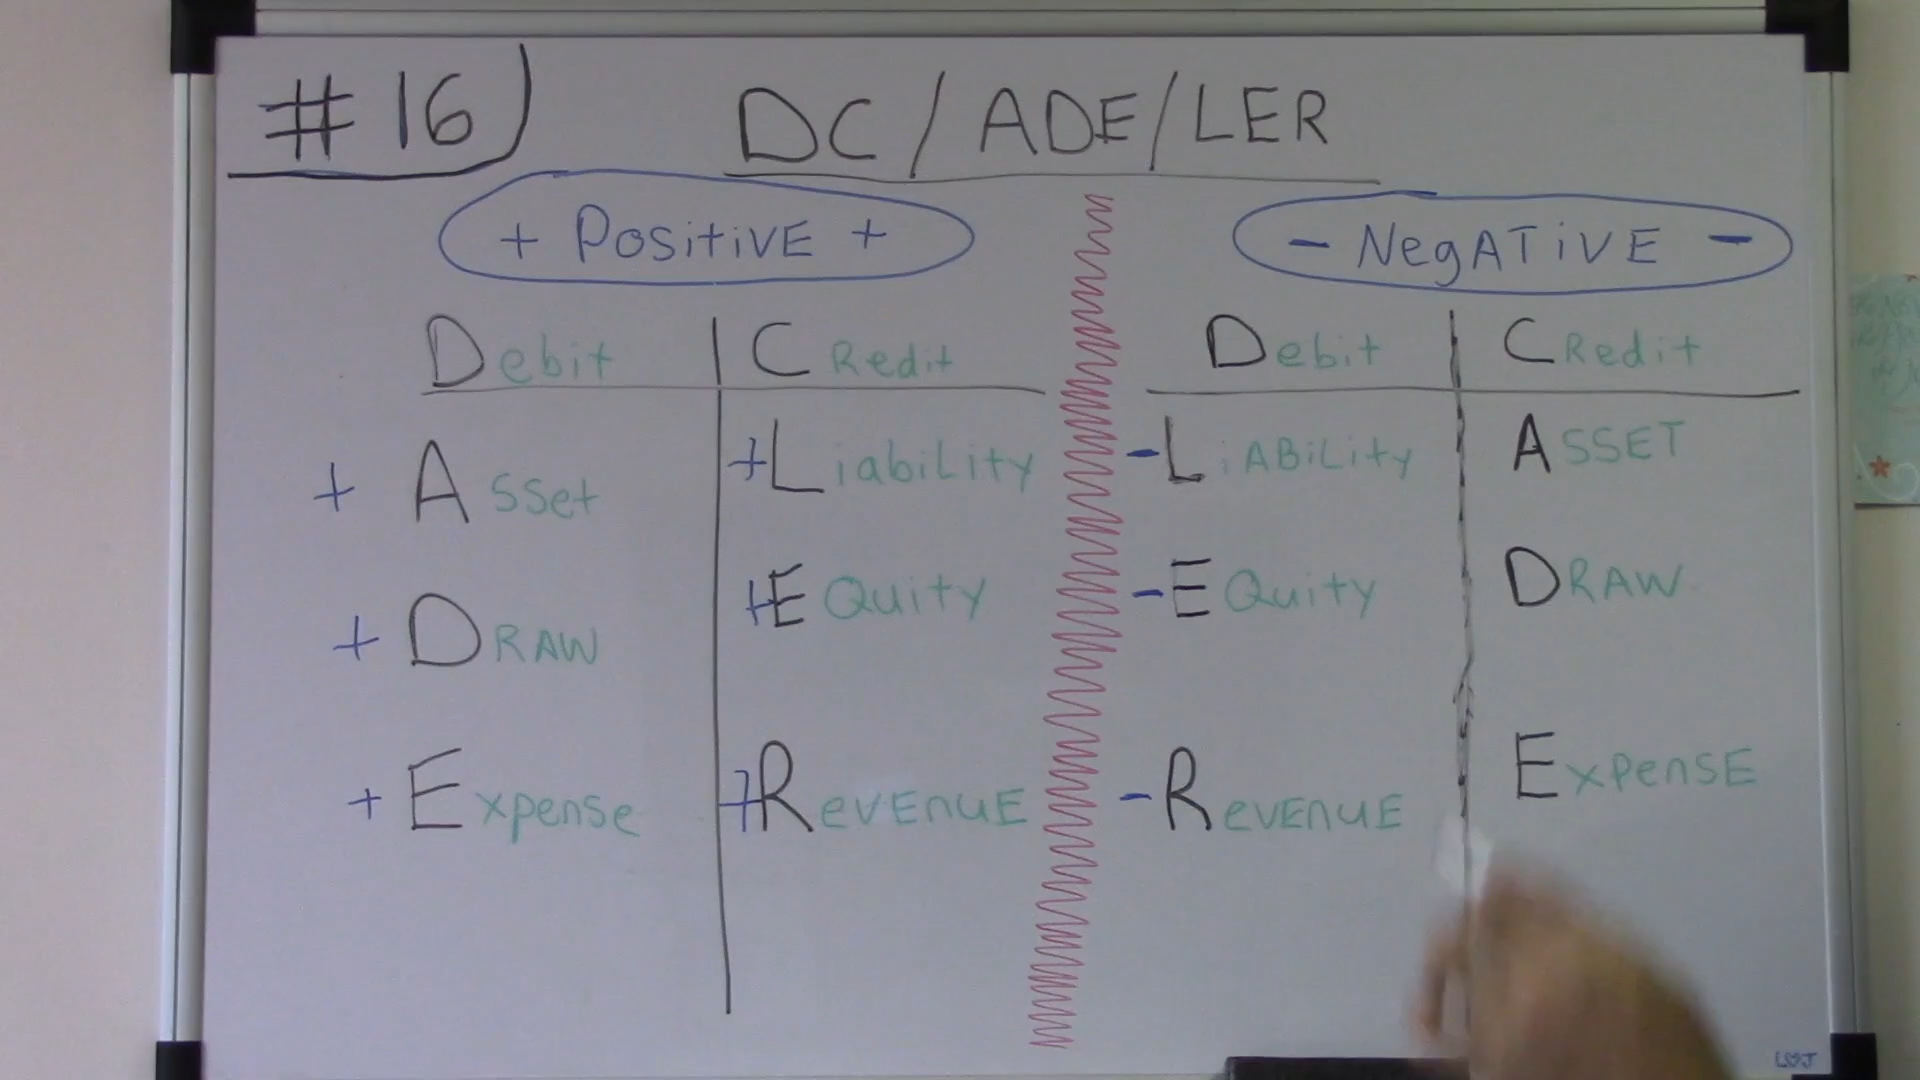 #16) DC/ADE/LER
+ POSITIVE + - NegATIVE -
Debit CRedit Debit CRedit
+ ASset +LiabiLity -LiABiLity ASSET
+ DRAW +EQuity -EQuity DRAW
+ Expense +REVENUE -REVENUE ExpensE